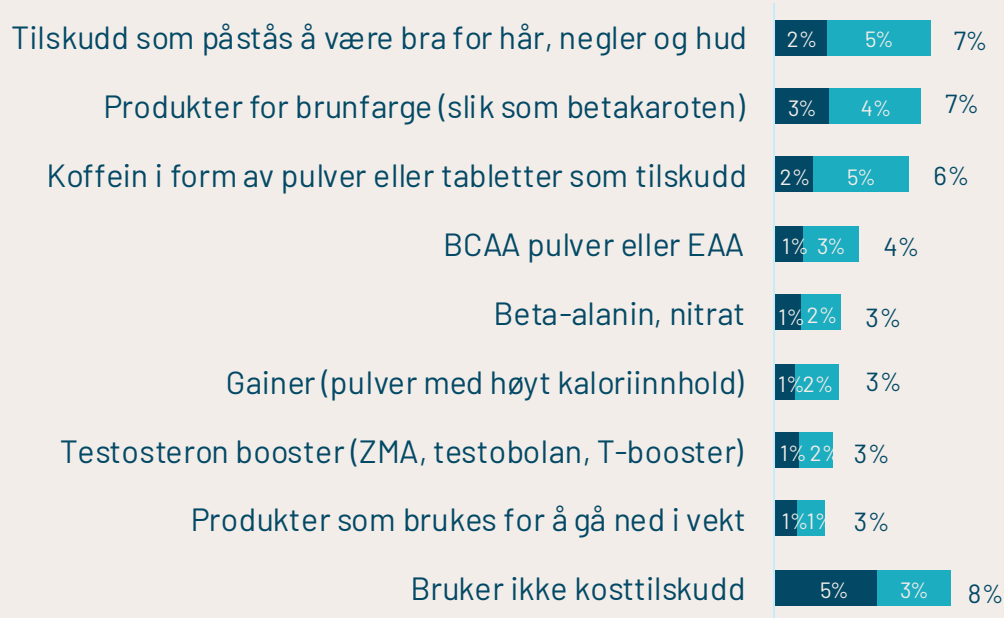 Tilskudd som påstås å være bra for hår, negler og hud 2% 5% 7%
Produkter for brunfarge (slik som betakaroten) 3% 4% 7%
Koffein i form av pulver eller tabletter som tilskudd 2% 5% 6%
BCAA pulver eller EAA 1% 3% 4%
Beta-alanin, nitrat 1% 2% 3%
Gainer (pulver med høyt kaloriinnhold) 1% 2% 3%
Testosteron booster (ZMA, testobolan, T-booster) 1% 2% 3%
Produkter som brukes for å gå ned i vekt 1% 1% 3%
Bruker ikke kosttilskudd 5% 3% 8%